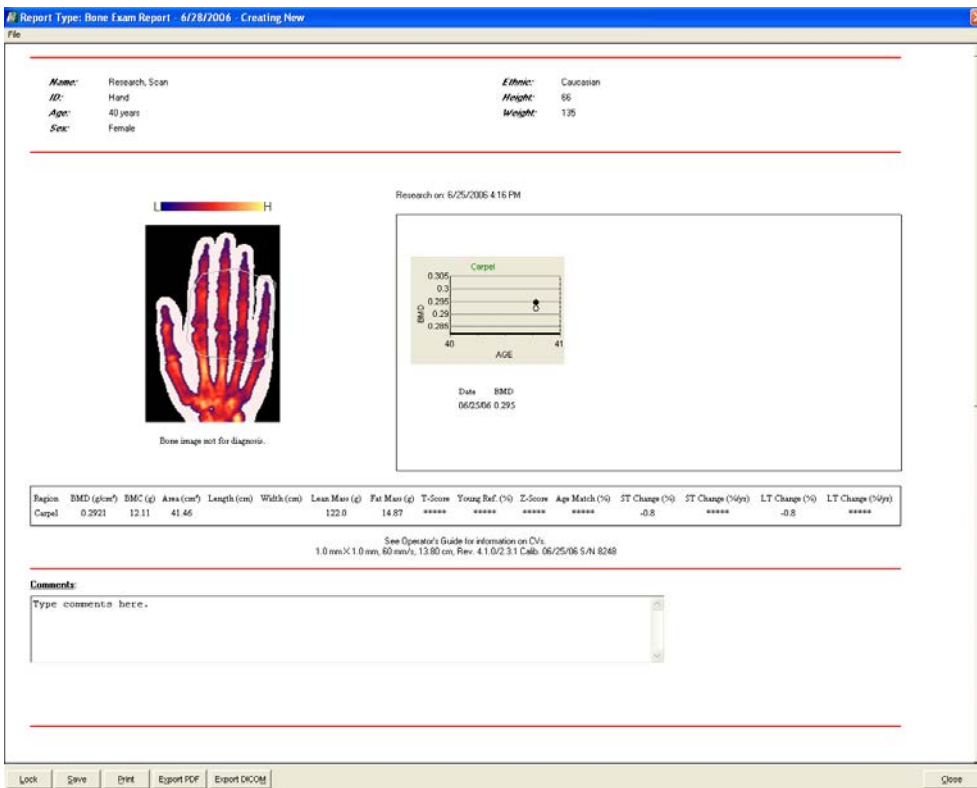 Report Type: Bone Exam Report - 6/28/2006 - Creating New
File
Name: Research, Scan Ethnic: Caucasian
ID: Hand Height: 66
Age: 40 years Weight: 135
Sex: Female
Research on: 6/25/2006 4:16 PM
L H
Carpel
0.305
0.3
0.295
0.29
0.285
BMD
40 41
AGE
Date BMD
06/25/06 0.295
Bone image not for diagnosis.
Region BMD (g/cm²) BMC (g) Area (cm²) Length (cm) Width (cm) Lean Mass (g) Fat Mass (g) T-Score Young Ref. (%) Z-Score Age Match (%) ST Change (%) ST Change (%/yr) LT Change (%) LT Change (%/yr)
Carpel 0.2921 12.11 41.46 122.0 14.87 ***** ***** ***** ***** -0.8 ***** -0.8 *****
See Operator's Guide for information on CVs.
1.0 mm X 1.0 mm, 60 mm/s, 13.80 cm, Rev. 4.1.0/2.3.1 Calib. 06/25/06 S/N 8248
Comments:
Type comments here.
Lock Save Print Export PDF Export DICOM Close